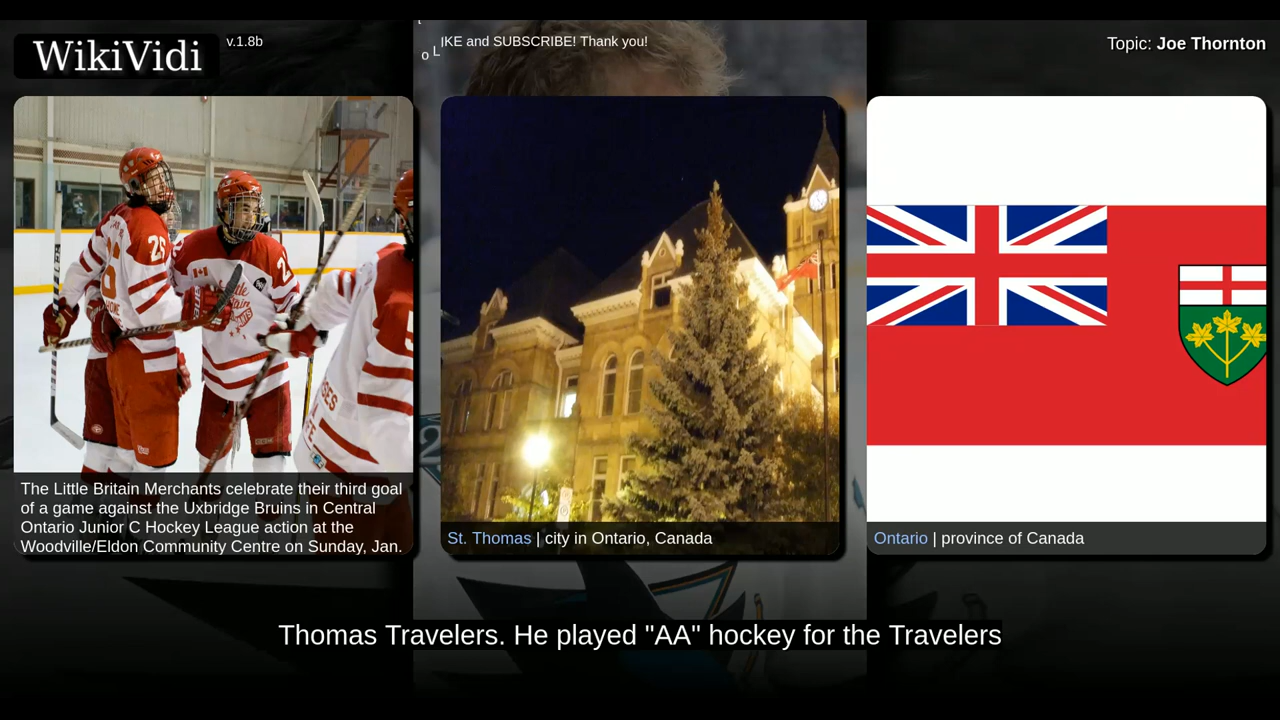 WikiVidi
v.1.8b
IKE and SUBSCRIBE! Thank you!
o L
Topic: Joe Thornton
26
2
The Little Britain Merchants celebrate their third goal
of a game against the Uxbridge Bruins in Central
Ontario Junior C Hockey League action at the
Woodville/Eldon Community Centre on Sunday, Jan.
St. Thomas | city in Ontario, Canada
Ontario | province of Canada
Thomas Travelers. He played "AA" hockey for the Travelers